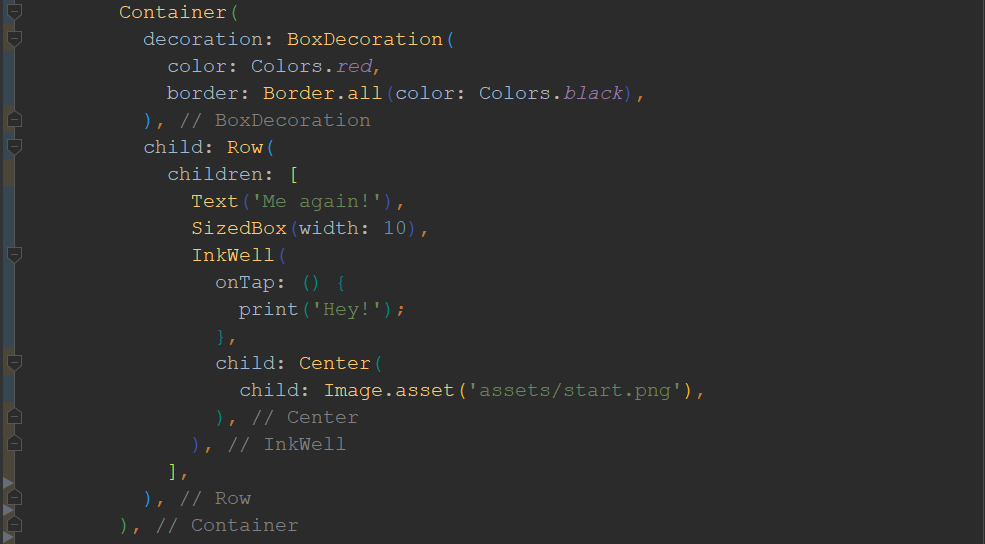 Container(
decoration: BoxDecoration(
color: Colors.red,
border: Border.all(color: Colors.black),
), // BoxDecoration
child: Row(
children: [
Text('Me again!'),
SizedBox(width: 10),
InkWell(
onTap: () {
print('Hey!');
},
child: Center(
child: Image.asset('assets/start.png'),
), // Center
), // InkWell
],
), // Row
), // Container